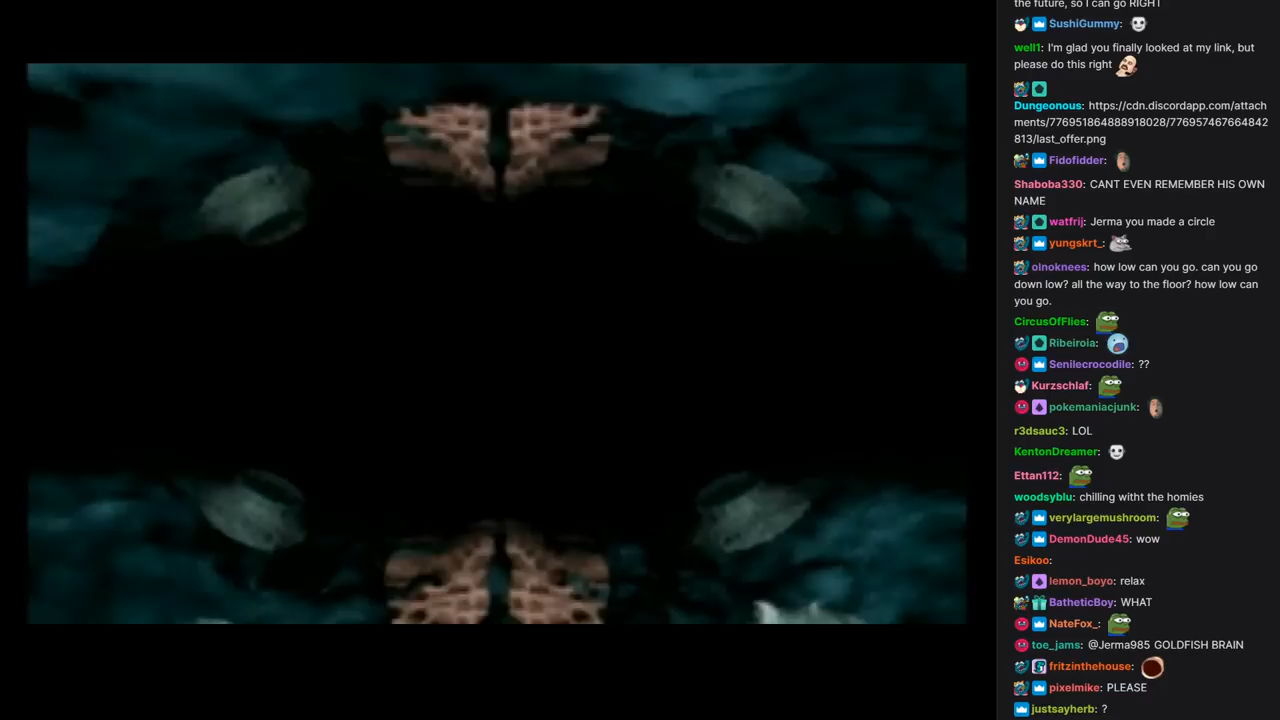 the future, so I can go RIGHT
SushiGummy:
well1: I'm glad you finally looked at my link, but
please do this right
Dungeonous: https://cdn.discordapp.com/attach
ments/776951864888918028/776957467664842
813/last_offer.png
Fidofidder:
Shaboba330: CANT EVEN REMEMBER HIS OWN
NAME
watfrij: Jerma you made a circle
yungskrt_:
olnoknees: how low can you go. can you go
down low? all the way to the floor? how low can
you go.
CircusOfFlies:
Ribeiroia:
Senilecrocodile: ??
Kurzschlaf:
pokemaniacjunk:
r3dsauc3: LOL
KentonDreamer:
Ettan112:
woodsyblu: chilling witht the homies
verylargemushroom:
DemonDude45: wow
Esikoo:
lemon_boyo: relax
BatheticBoy: WHAT
NateFox_:
toe_jams: @Jerma985 GOLDFISH BRAIN
fritzinthehouse:
pixelmike: PLEASE
justsayherb: ?